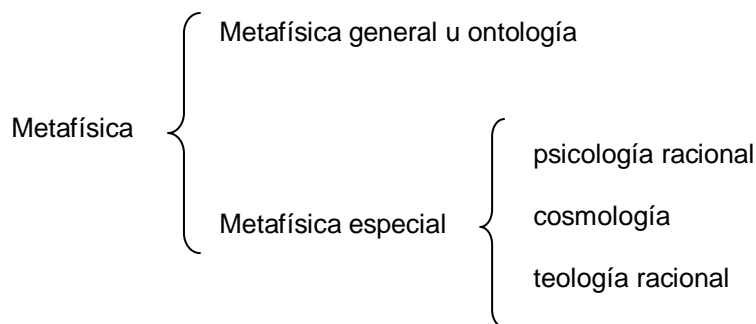 Metafísica general u ontología
Metafísica
psicología racional
Metafísica especial
cosmología
teología racional